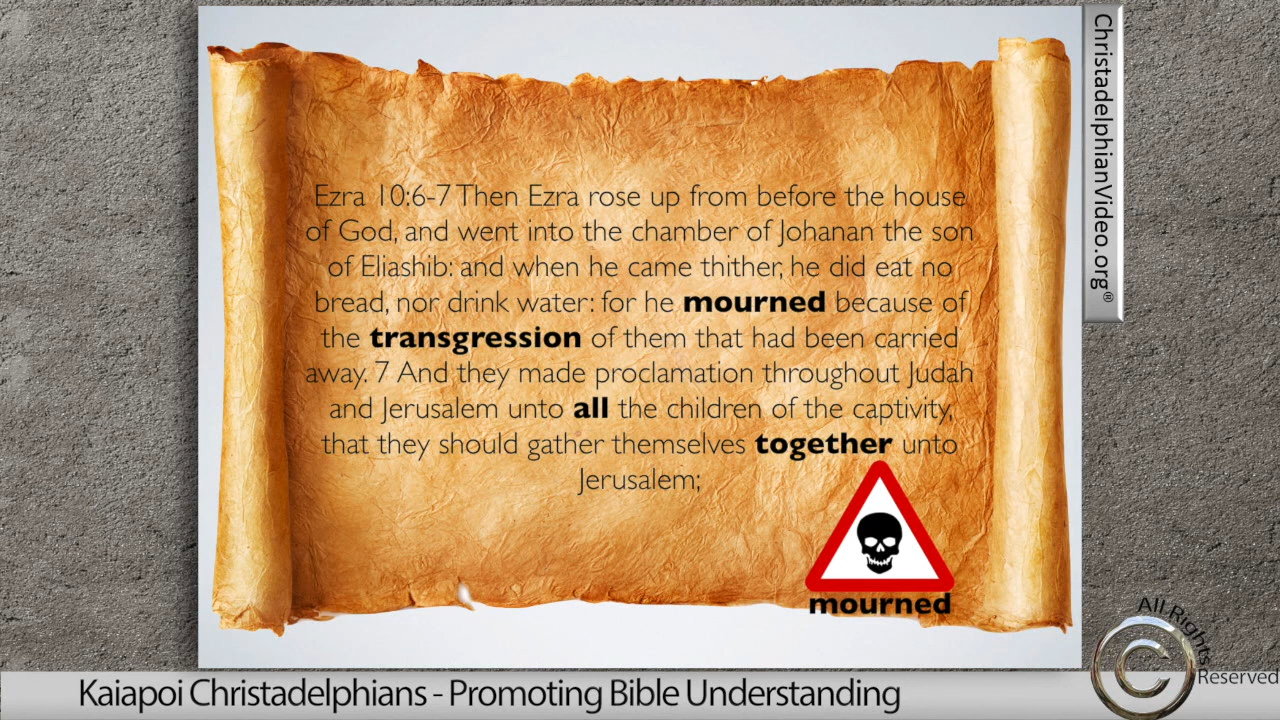 Ezra 10:6-7 Then Ezra rose up from before the house
of God, and went into the chamber of Johanan the son
of Eliashib: and when he came thither, he did eat no
bread, nor drink water: for he mourned because of
the transgression of them that had been carried
away. 7 And they made proclamation throughout Judah
and Jerusalem unto all the children of the captivity,
that they should gather themselves together unto
Jerusalem;
mourned
ChristadelphianVideo.org®
Kaiapoi Christadelphians - Promoting Bible Understanding
All Rights
©
Reserved